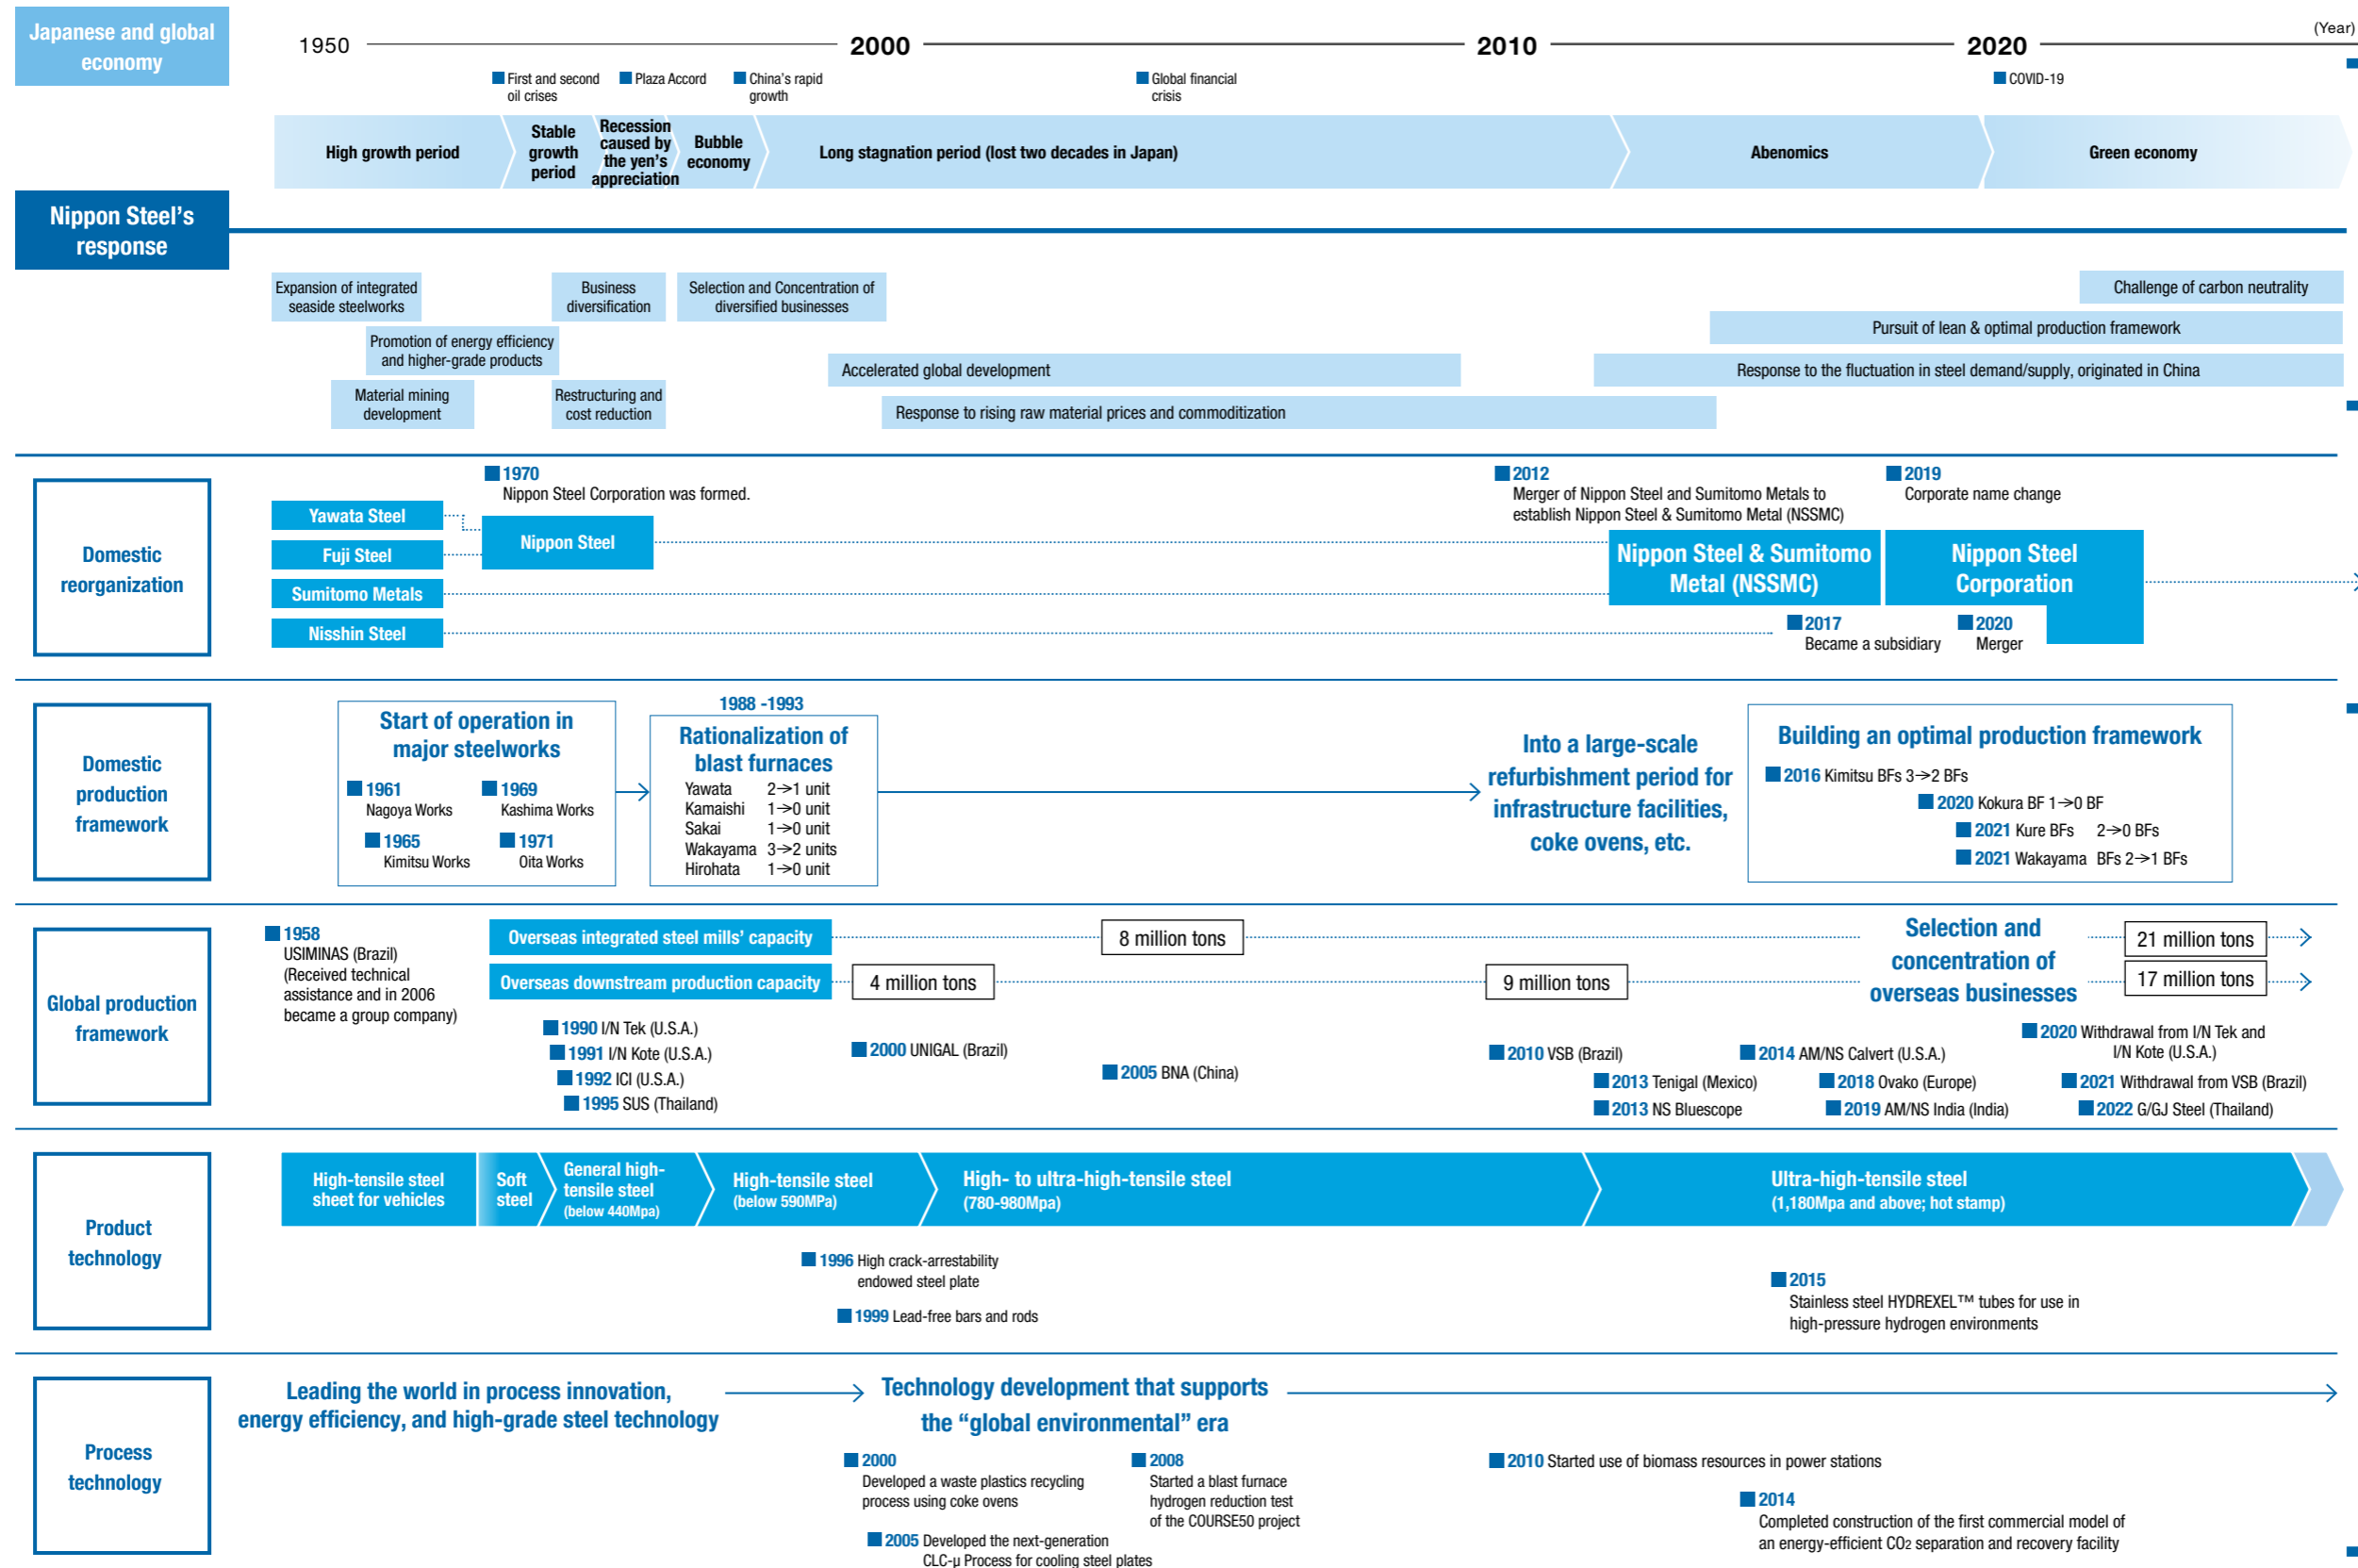 Japanese and global
economy
1950
2000
2010
2020
(Year)
First and second
oil crises
Plaza Accord
China's rapid
growth
Global financial
crisis
COVID-19
High growth period
Stable
growth
period
Recession
caused by
the yen's
appreciation
Bubble
economy
Long stagnation period (lost two decades in Japan)
Abenomics
Green economy
Nippon Steel's
response
Expansion of integrated
seaside steelworks
Business
diversification
Selection and Concentration of
diversified businesses
Challenge of carbon neutrality
Promotion of energy efficiency
and higher-grade products
Pursuit of lean & optimal production framework
Accelerated global development
Response to the fluctuation in steel demand/supply, originated in China
Material mining
development
Restructuring and
cost reduction
Response to rising raw material prices and commoditization
Domestic
reorganization
1970
Nippon Steel Corporation was formed.
2012
Merger of Nippon Steel and Sumitomo Metals to
establish Nippon Steel & Sumitomo Metal (NSSMC)
2019
Corporate name change
Yawata Steel
Fuji Steel
Sumitomo Metals
Nisshin Steel
Nippon Steel
Nippon Steel & Sumitomo
Metal (NSSMC)
Nippon Steel
Corporation
2017
Became a subsidiary
2020
Merger
Domestic
production
framework
Start of operation in
major steelworks
1961
Nagoya Works
1969
Kashima Works
1965
Kimitsu Works
1971
Oita Works
1988 -1993
Rationalization of
blast furnaces
Yawata 2→1 unit
Kamaishi 1→0 unit
Sakai 1→0 unit
Wakayama 3→2 units
Hirohata 1→0 unit
Into a large-scale
refurbishment period for
infrastructure facilities,
coke ovens, etc.
Building an optimal production framework
2016 Kimitsu BFs 3→2 BFs
2020 Kokura BF 1→0 BF
2021 Kure BFs 2→0 BFs
2021 Wakayama BFs 2→1 BFs
Global production
framework
1958
USIMINAS (Brazil)
(Received technical
assistance and in 2006
became a group company)
Overseas integrated steel mills' capacity
8 million tons
21 million tons
Overseas downstream production capacity
4 million tons
9 million tons
17 million tons
Selection and
concentration of
overseas businesses
1990 I/N Tek (U.S.A.)
1991 I/N Kote (U.S.A.)
1992 ICI (U.S.A.)
1995 SUS (Thailand)
2000 UNIGAL (Brazil)
2005 BNA (China)
2010 VSB (Brazil)
2013 Tenigal (Mexico)
2013 NS Bluescope
2014 AM/NS Calvert (U.S.A.)
2018 Ovako (Europe)
2019 AM/NS India (India)
2020 Withdrawal from I/N Tek and
I/N Kote (U.S.A.)
2021 Withdrawal from VSB (Brazil)
2022 G/GJ Steel (Thailand)
Product
technology
High-tensile steel
sheet for vehicles
Soft
steel
General high-
tensile steel
(below 440Mpa)
High-tensile steel
(below 590MPa)
High- to ultra-high-tensile steel
(780-980Mpa)
Ultra-high-tensile steel
(1,180Mpa and above; hot stamp)
1996 High crack-arrestability
endowed steel plate
1999 Lead-free bars and rods
2015
Stainless steel HYDREXEL™ tubes for use in
high-pressure hydrogen environments
Process
technology
Leading the world in process innovation,
energy efficiency, and high-grade steel technology
Technology development that supports
the “global environmental” era
2000
Developed a waste plastics recycling
process using coke ovens
2005 Developed the next-generation
CLC-μ Process for cooling steel plates
2008
Started a blast furnace
hydrogen reduction test
of the COURSE50 project
2010 Started use of biomass resources in power stations
2014
Completed construction of the first commercial model of
an energy-efficient CO2 separation and recovery facility